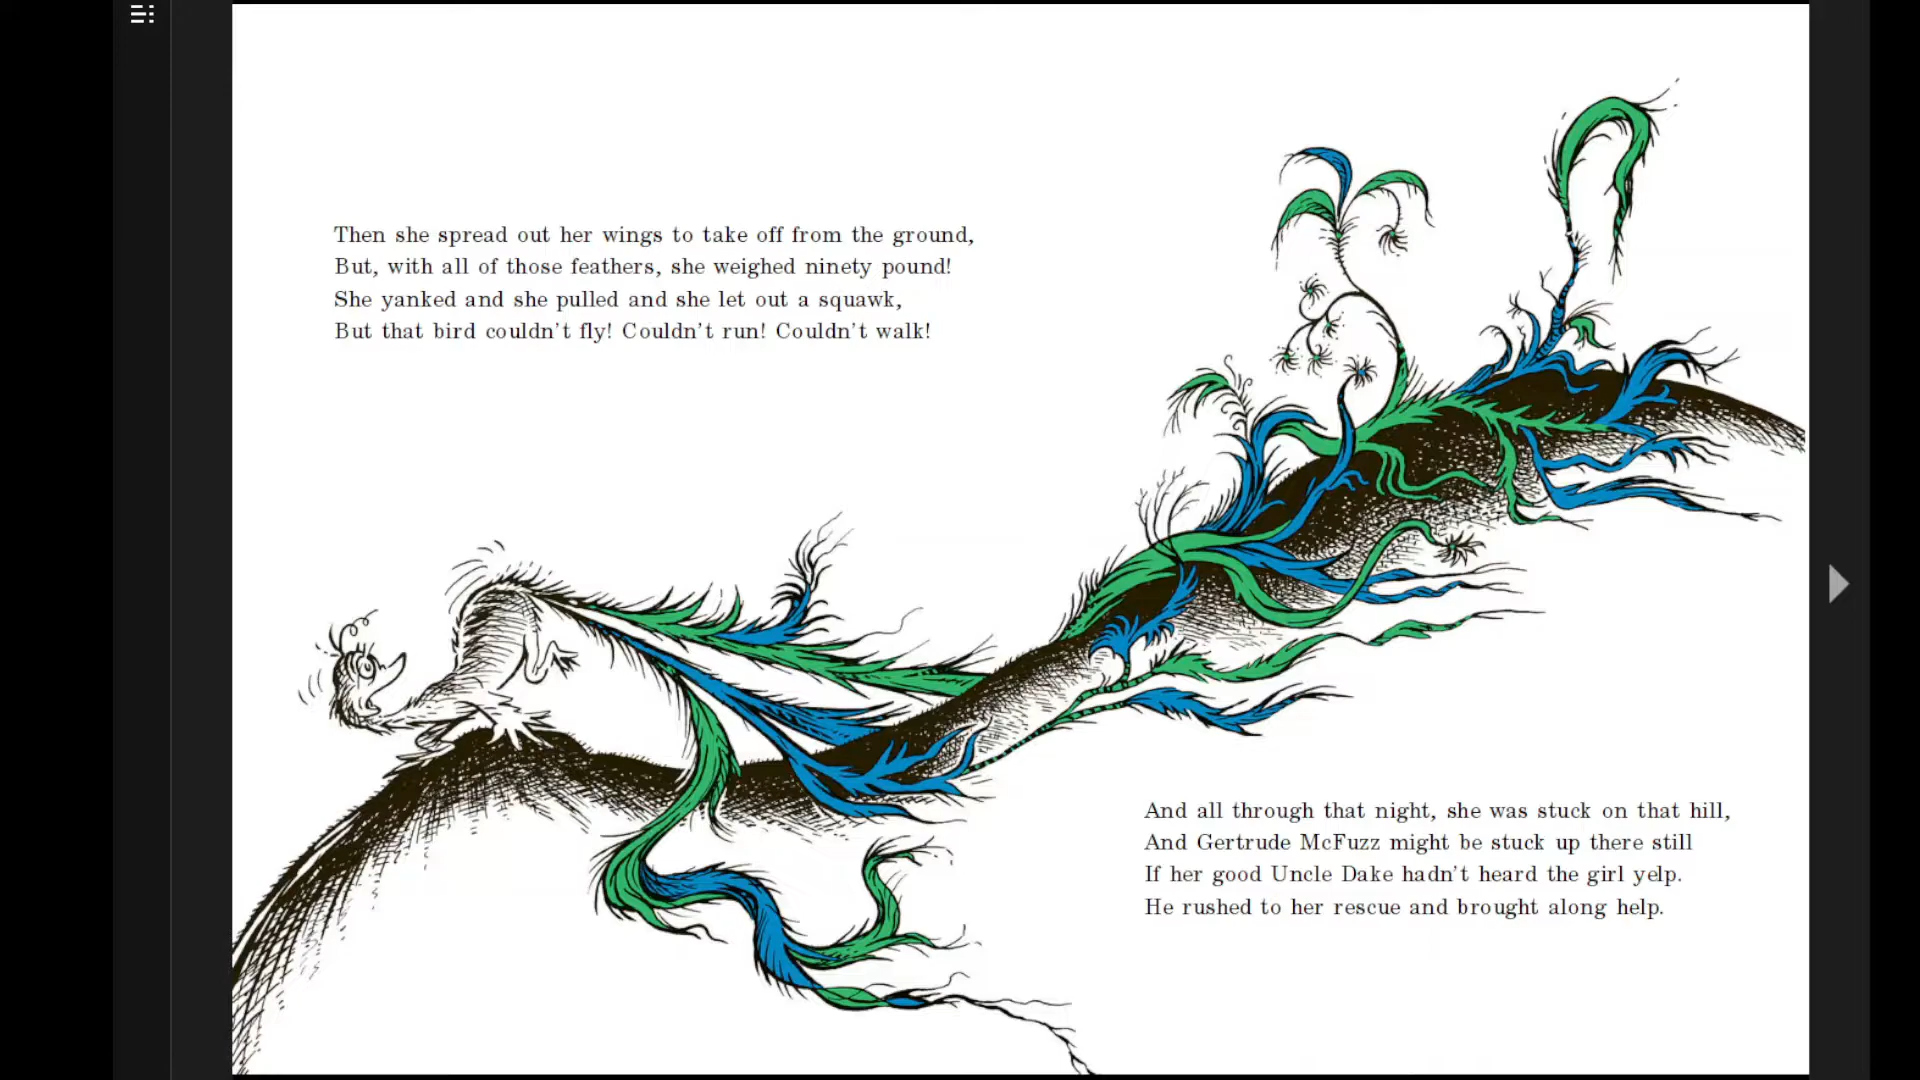 Then she spread out her wings to take off from the ground,
But, with all of those feathers, she weighed ninety pound!
She yanked and she pulled and she let out a squawk,
But that bird couldn't fly! Couldn't run! Couldn't walk!
And all through that night, she was stuck on that hill,
And Gertrude McFuzz might be stuck up there still
If her good Uncle Dake hadn't heard the girl yelp.
He rushed to her rescue and brought along help.